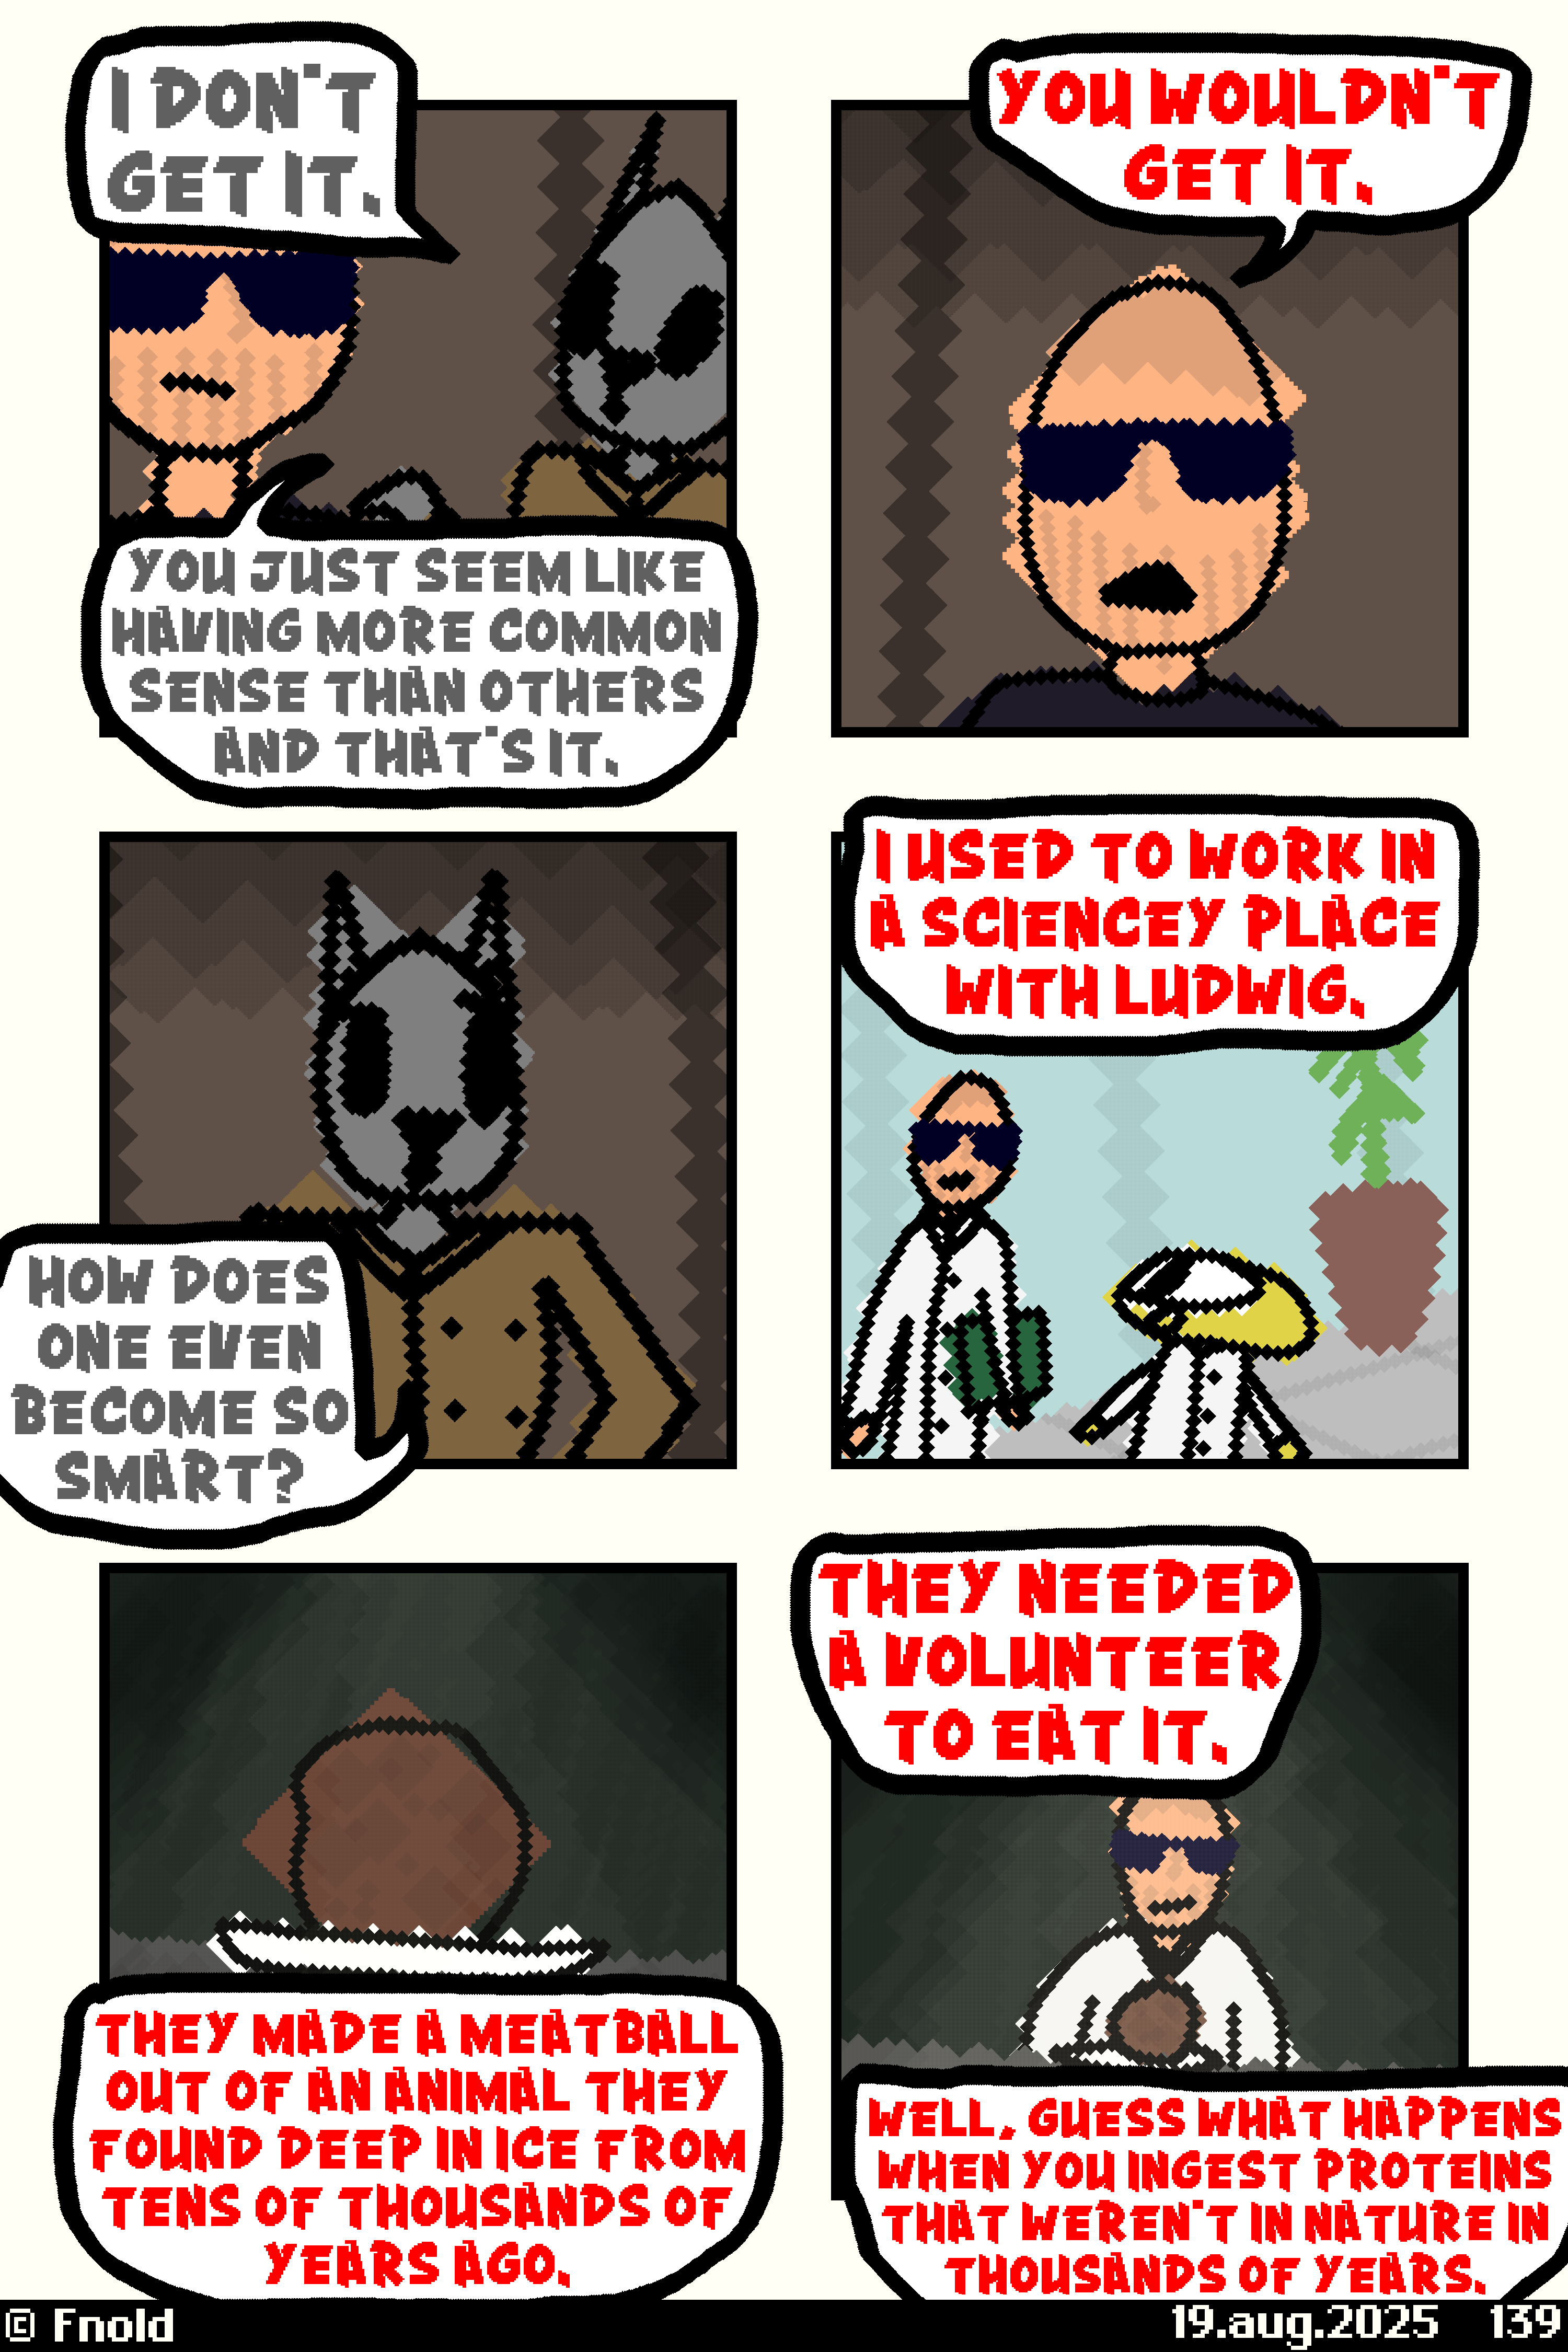 I DON'T
GET IT.
YOU JUST SEEM LIKE
HAVING MORE COMMON
SENSE THAN OTHERS
AND THAT'S IT.
YOU WOULDN'T
GET IT.
HOW DOES
ONE EVEN
BECOME SO
SMART?
I USED TO WORK IN
A SCIENCEY PLACE
WITH LUDWIG.
THEY MADE A MEATBALL
OUT OF AN ANIMAL THEY
FOUND DEEP IN ICE FROM
TENS OF THOUSANDS OF
YEARS AGO.
THEY NEEDED
A VOLUNTEER
TO EAT IT.
WELL, GUESS WHAT HAPPENS
WHEN YOU INGEST PROTEINS
THAT WEREN'T IN NATURE IN
THOUSANDS OF YEARS.
© Fnold
19.aug.2025 139